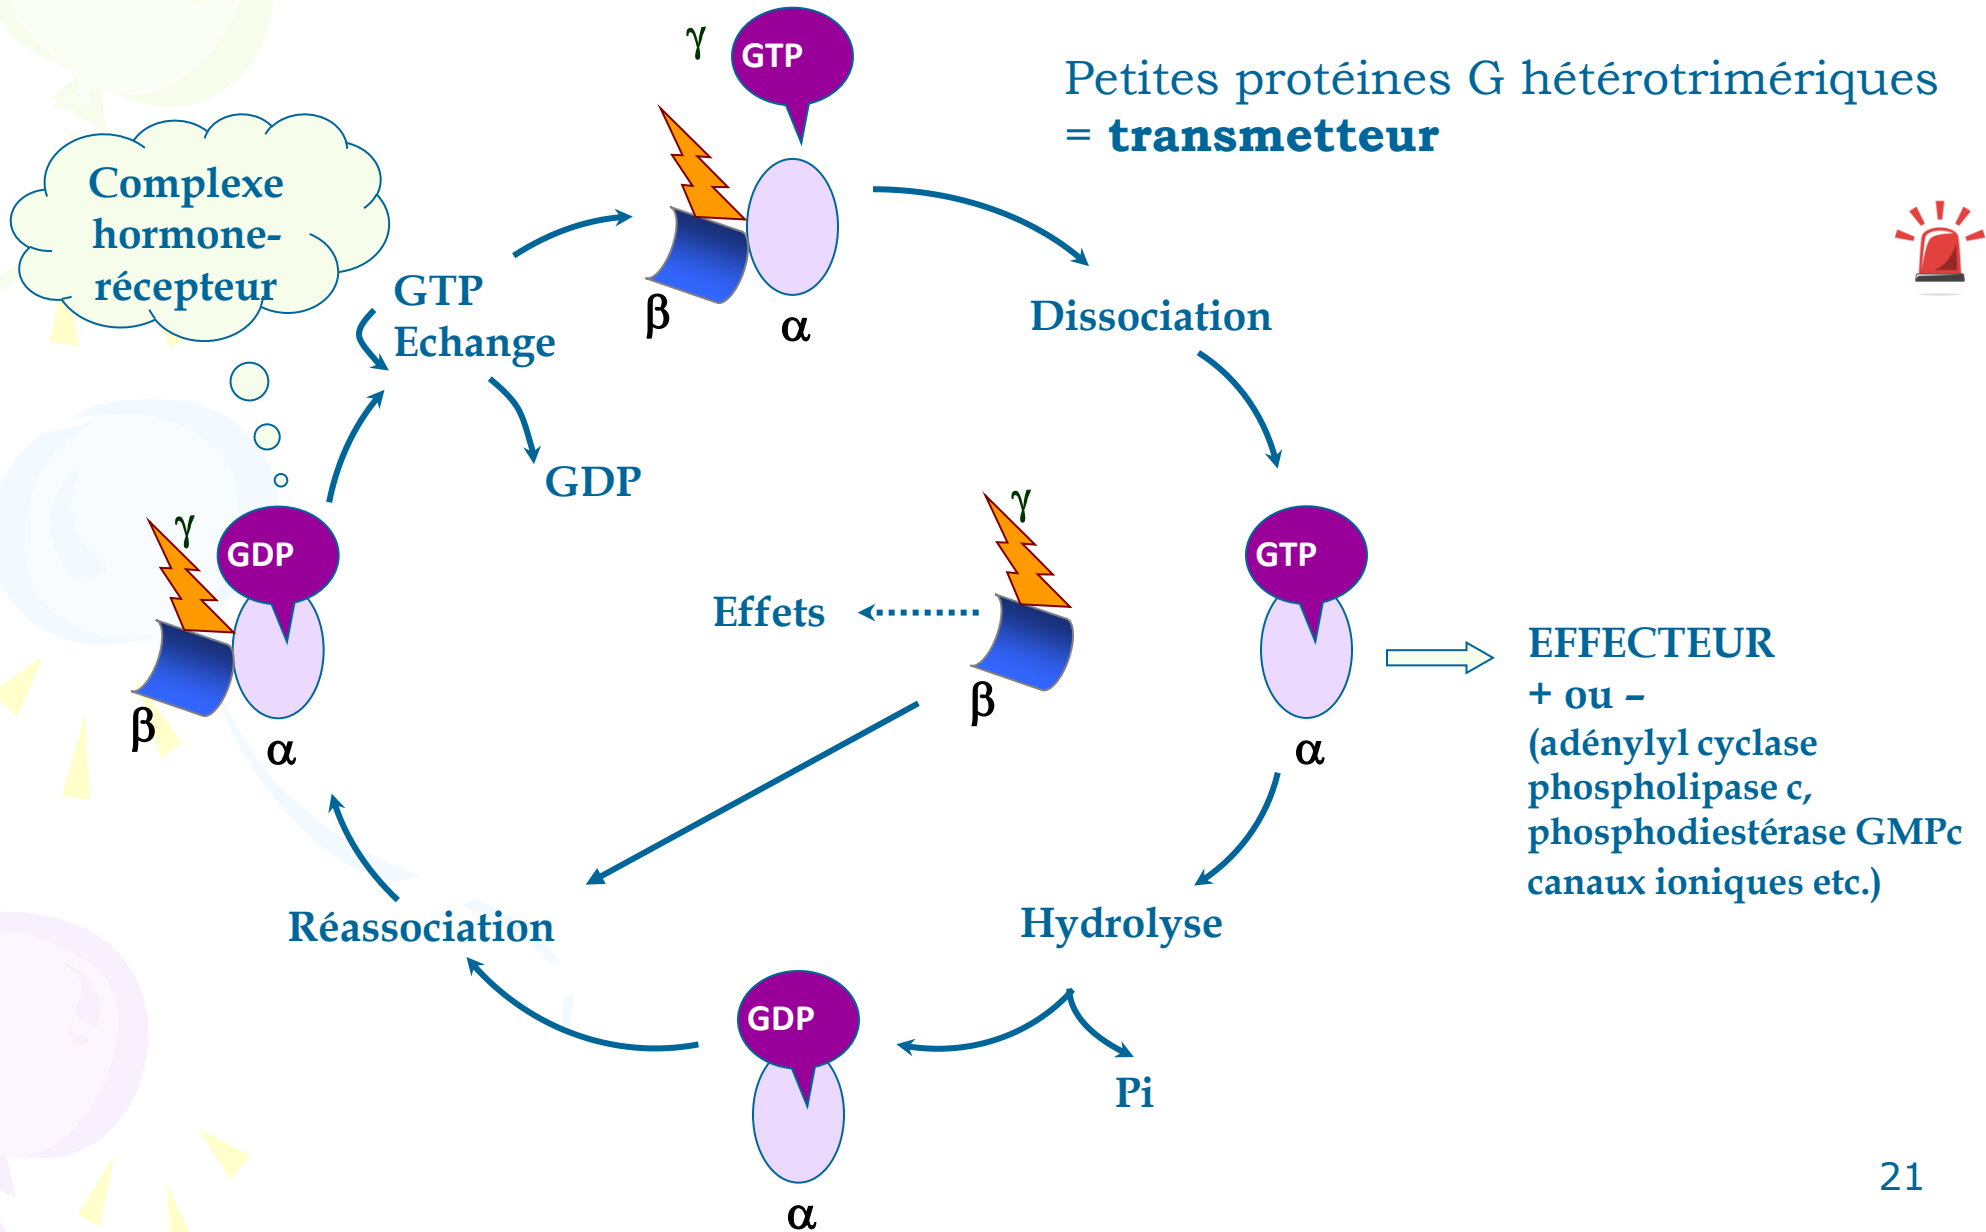 γ
GTP
Petites protéines G hétérotrimériques
= transmetteur
Complexe
hormone-
récepteur
GTP
Echange
β
α
Dissociation
GDP
γ
GDP
β
α
Effets
γ
β
GTP
α
EFFECTEUR
+ ou –
(adénylyl cyclase
phospholipase c,
phosphodiestérase GMPc
canaux ioniques etc.)
Réassociation
Hydrolyse
GDP
α
Pi
21